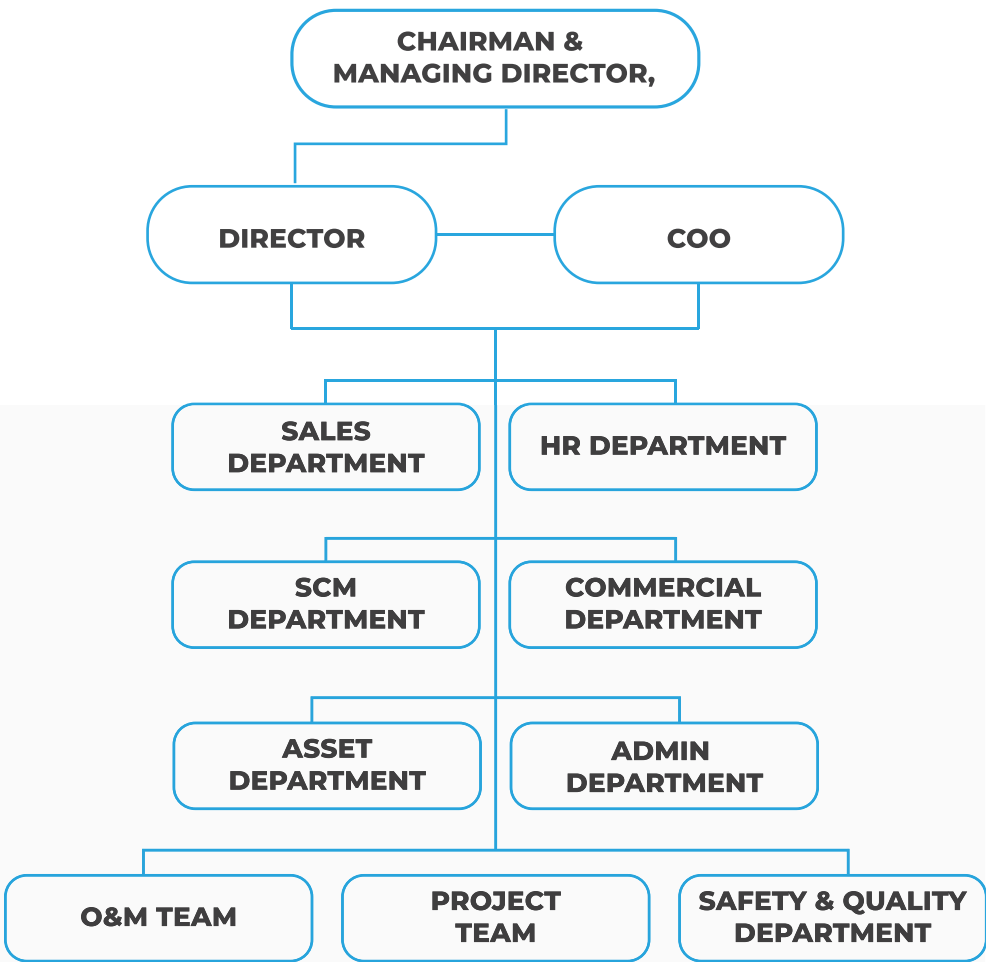 CHAIRMAN &
MANAGING DIRECTOR,
DIRECTOR
COO
SALES
DEPARTMENT
HR DEPARTMENT
SCM
DEPARTMENT
COMMERCIAL
DEPARTMENT
ASSET
DEPARTMENT
ADMIN
DEPARTMENT
O&M TEAM
PROJECT
TEAM
SAFETY & QUALITY
DEPARTMENT